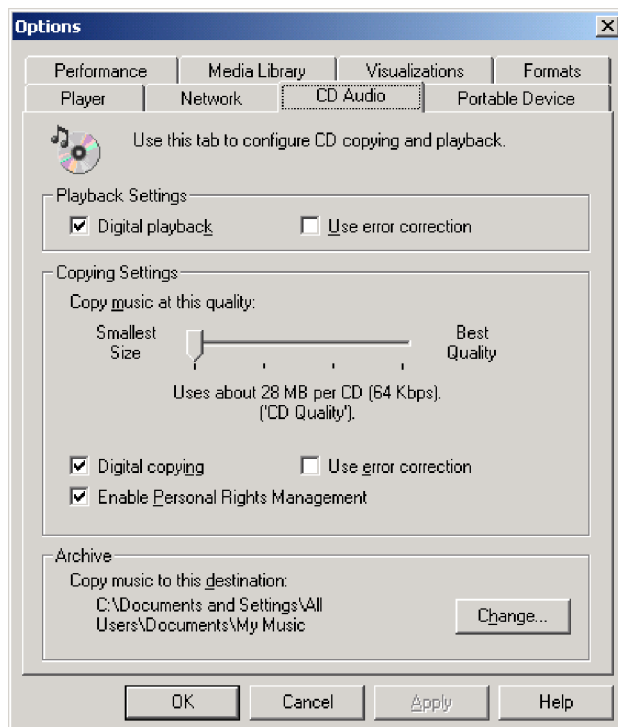 Options
Performance Media Library Visualizations Formats
Player Network CD Audio Portable Device
Use this tab to configure CD copying and playback.
Playback Settings
Digital playback Use error correction
Copying Settings
Copy music at this quality:
Smallest Size
Best Quality
Uses about 28 MB per CD (64 Kbps).
('CD Quality').
Digital copying Use error correction
Enable Personal Rights Management
Archive
Copy music to this destination:
C:\Documents and Settings\All
Users\Documents\My Music
Change...
OK Cancel Apply Help